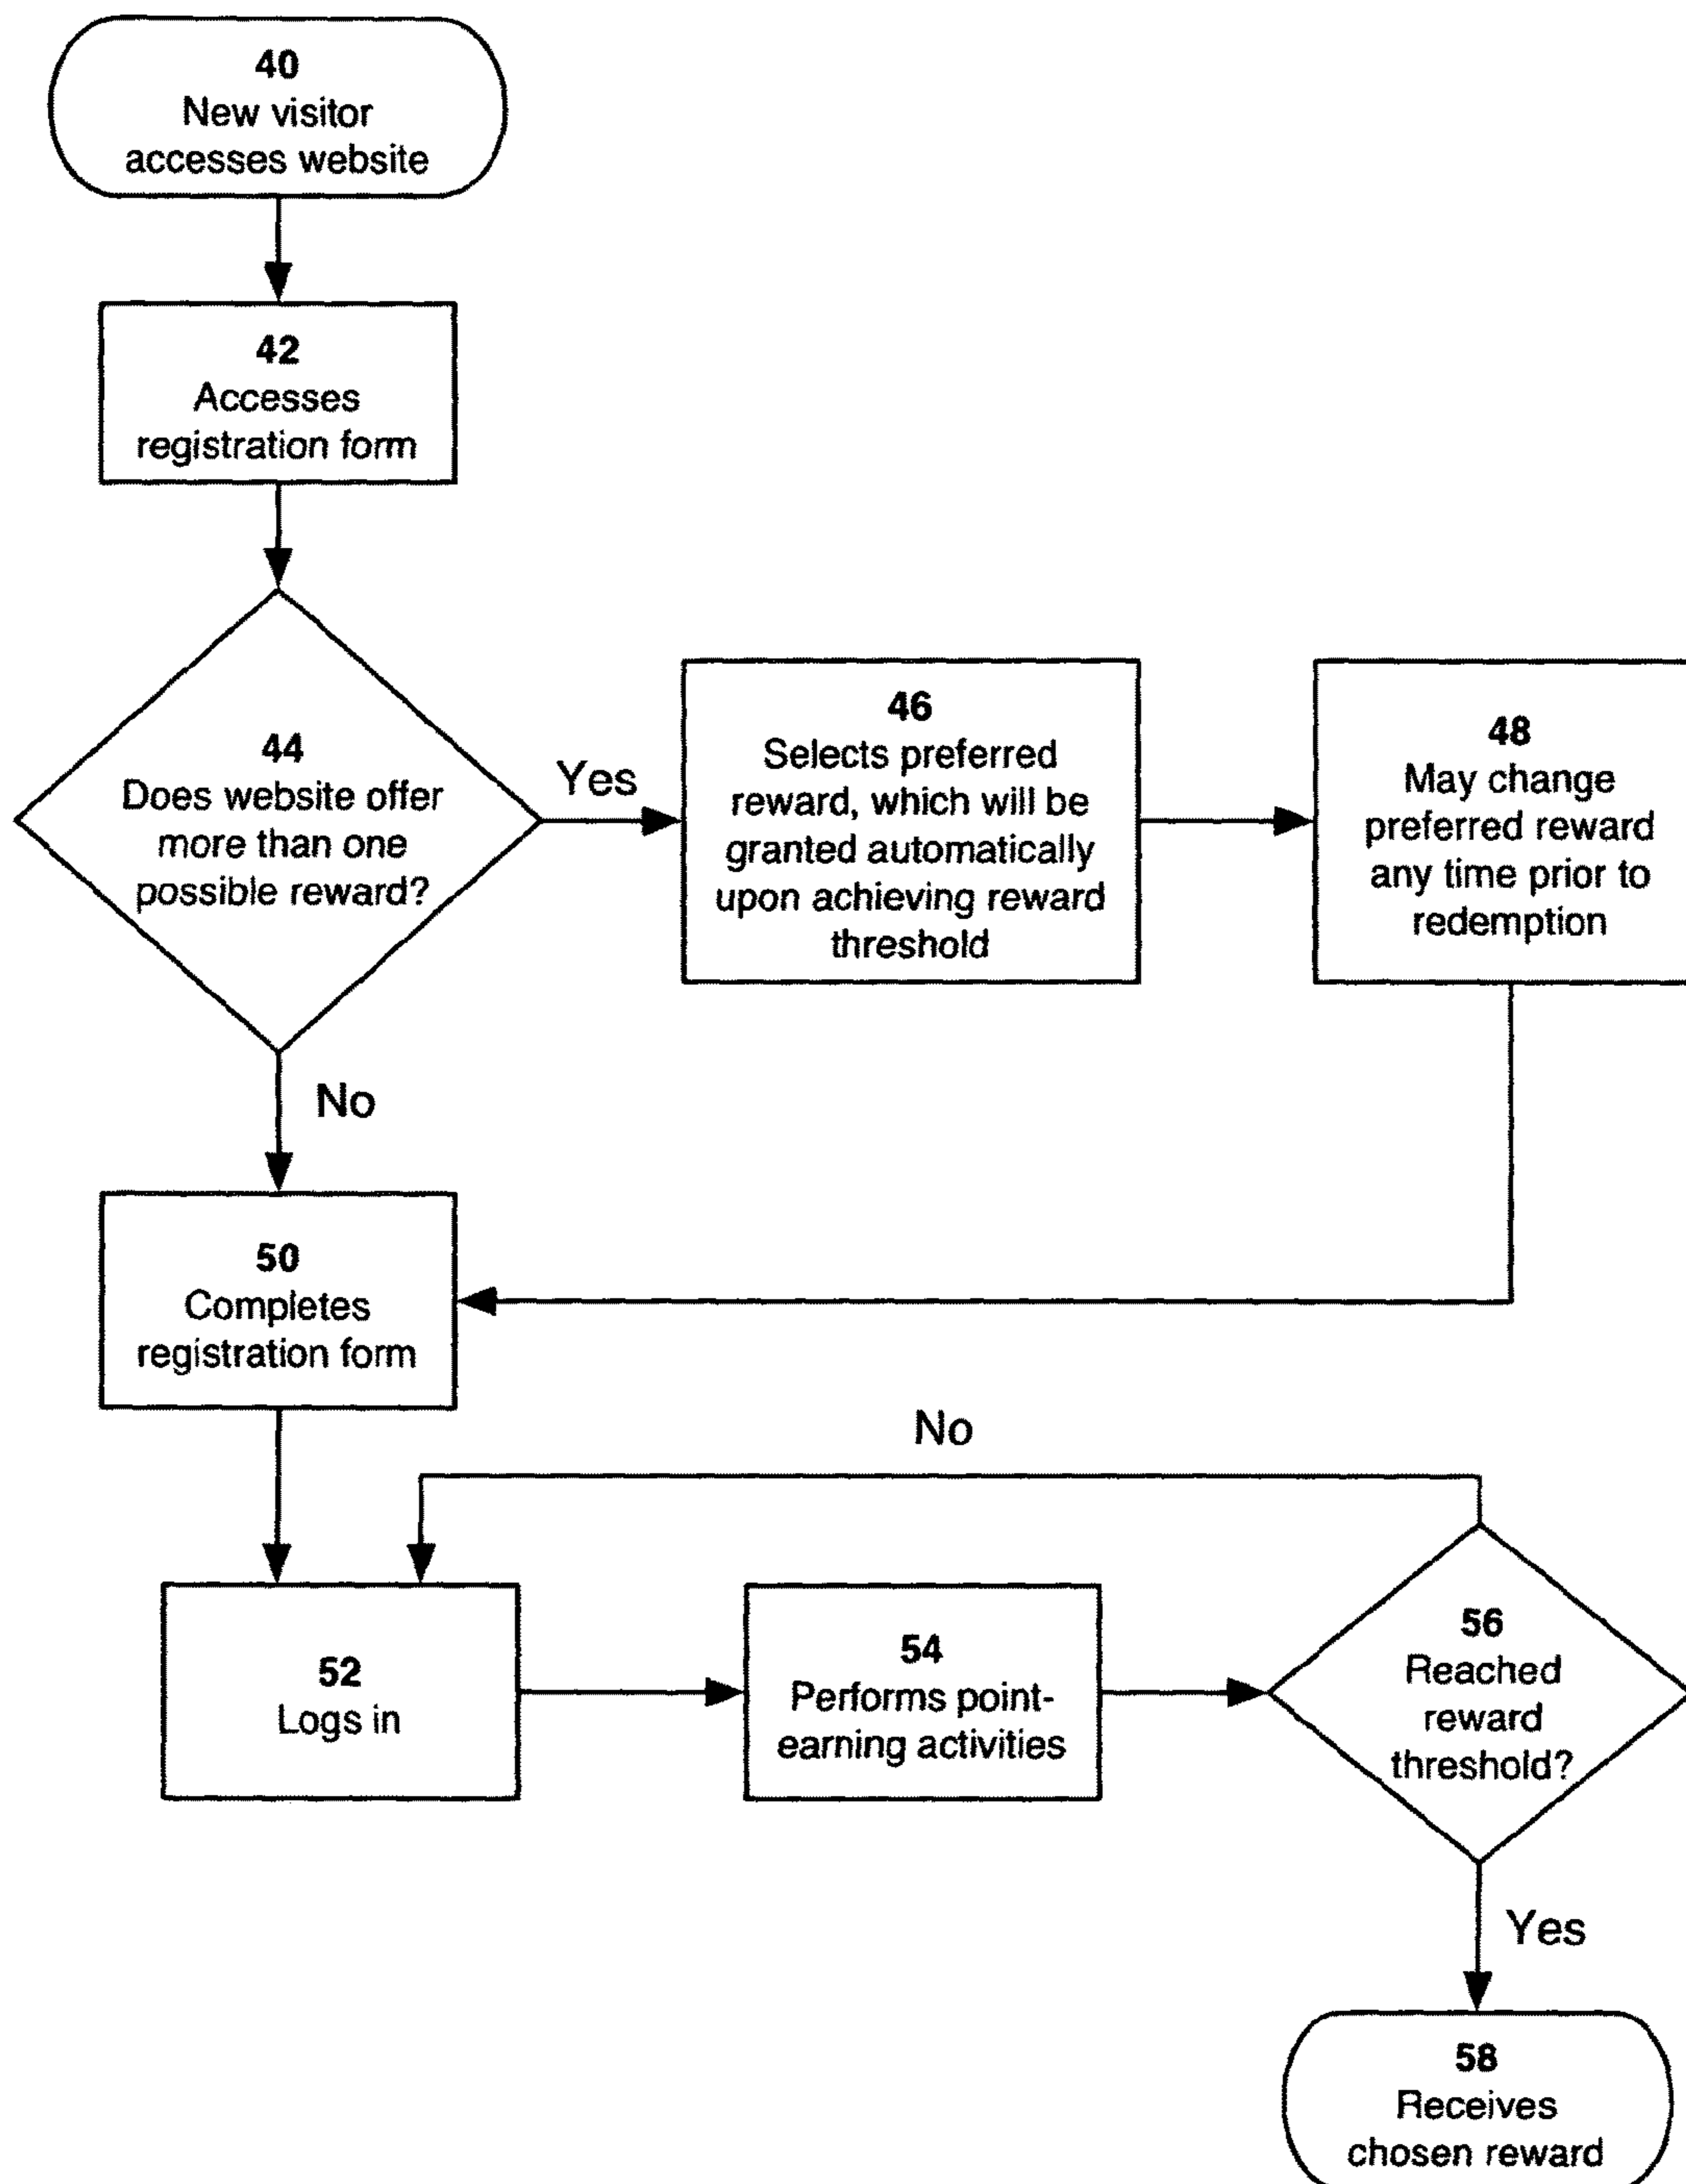 40
New visitor
accesses website
42
Accesses
registration form
44
Does website offer
more than one
possible reward?
Yes
46
Selects preferred
reward, which will be
granted automatically
upon achieving reward
threshold
48
May change
preferred reward
any time prior to
redemption
No
50
Completes
registration form
No
52
Logs in
54
Performs point-
earning activities
56
Reached
reward
threshold?
Yes
58
Receives
chosen reward